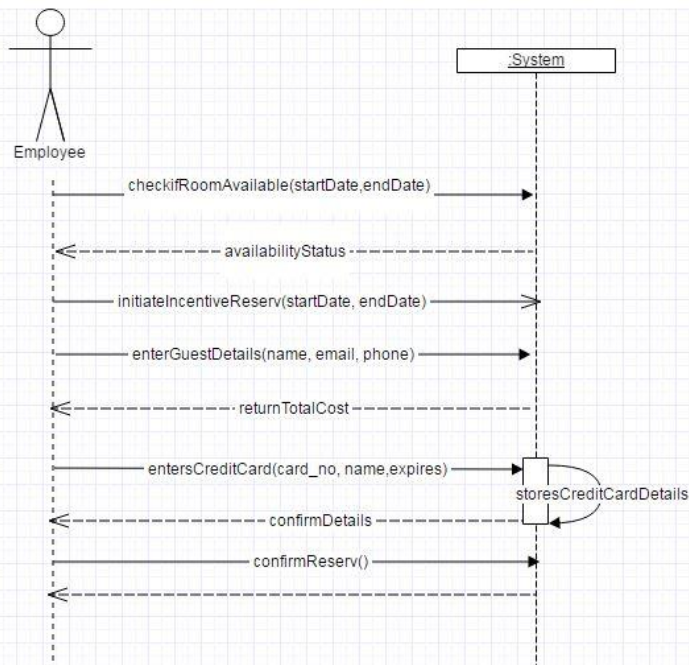 :System
Employee
checkifRoomAvailable(startDate,endDate)
availabilityStatus
initiateIncentiveReserv(startDate, endDate)
enterGuestDetails(name, email, phone)
returnTotalCost
entersCreditCard(card_no, name,expires)
storesCreditCardDetails
confirmDetails
confirmReserv()